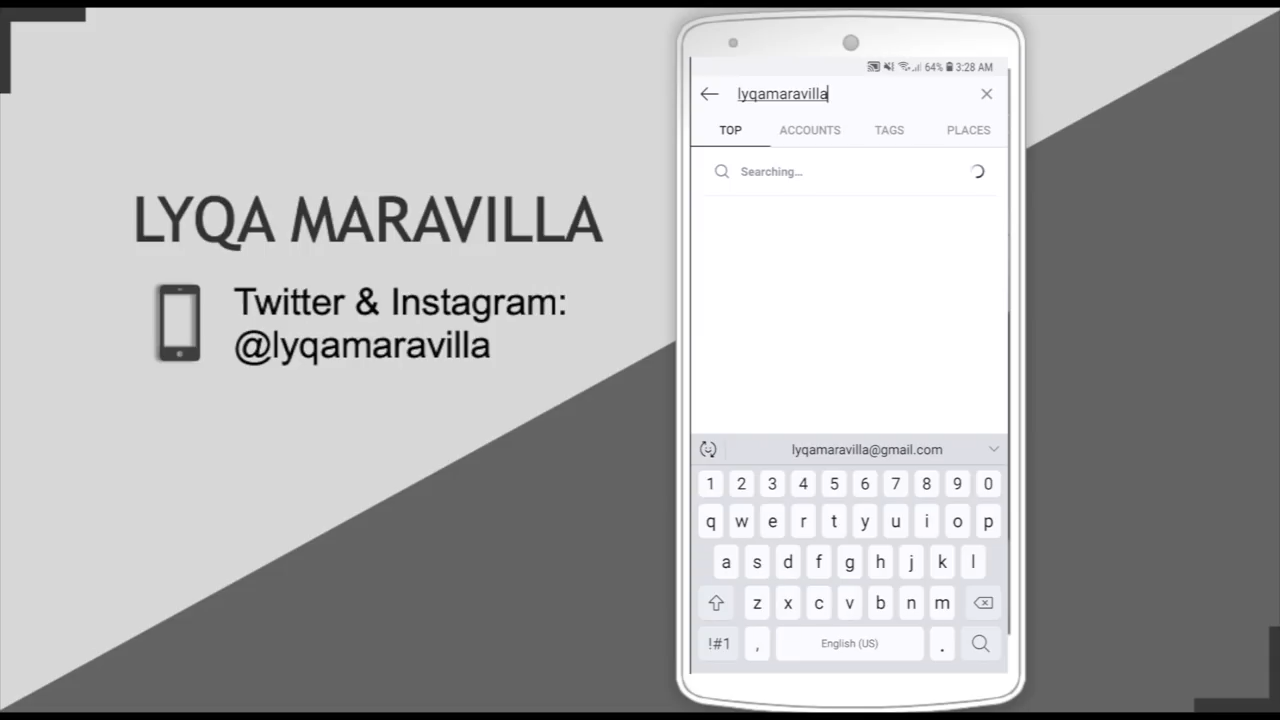 LYQA MARAVILLA
Twitter & Instagram:
@lyqamaravilla
64% 3:28 AM
lyqamaravilla
TOP ACCOUNTS TAGS PLACES
Searching...
lyqamaravilla@gmail.com
1 2 3 4 5 6 7 8 9 0
q w e r t y u i o p
a s d f g h j k l
z x c v b n m
!#1 , English (US) .